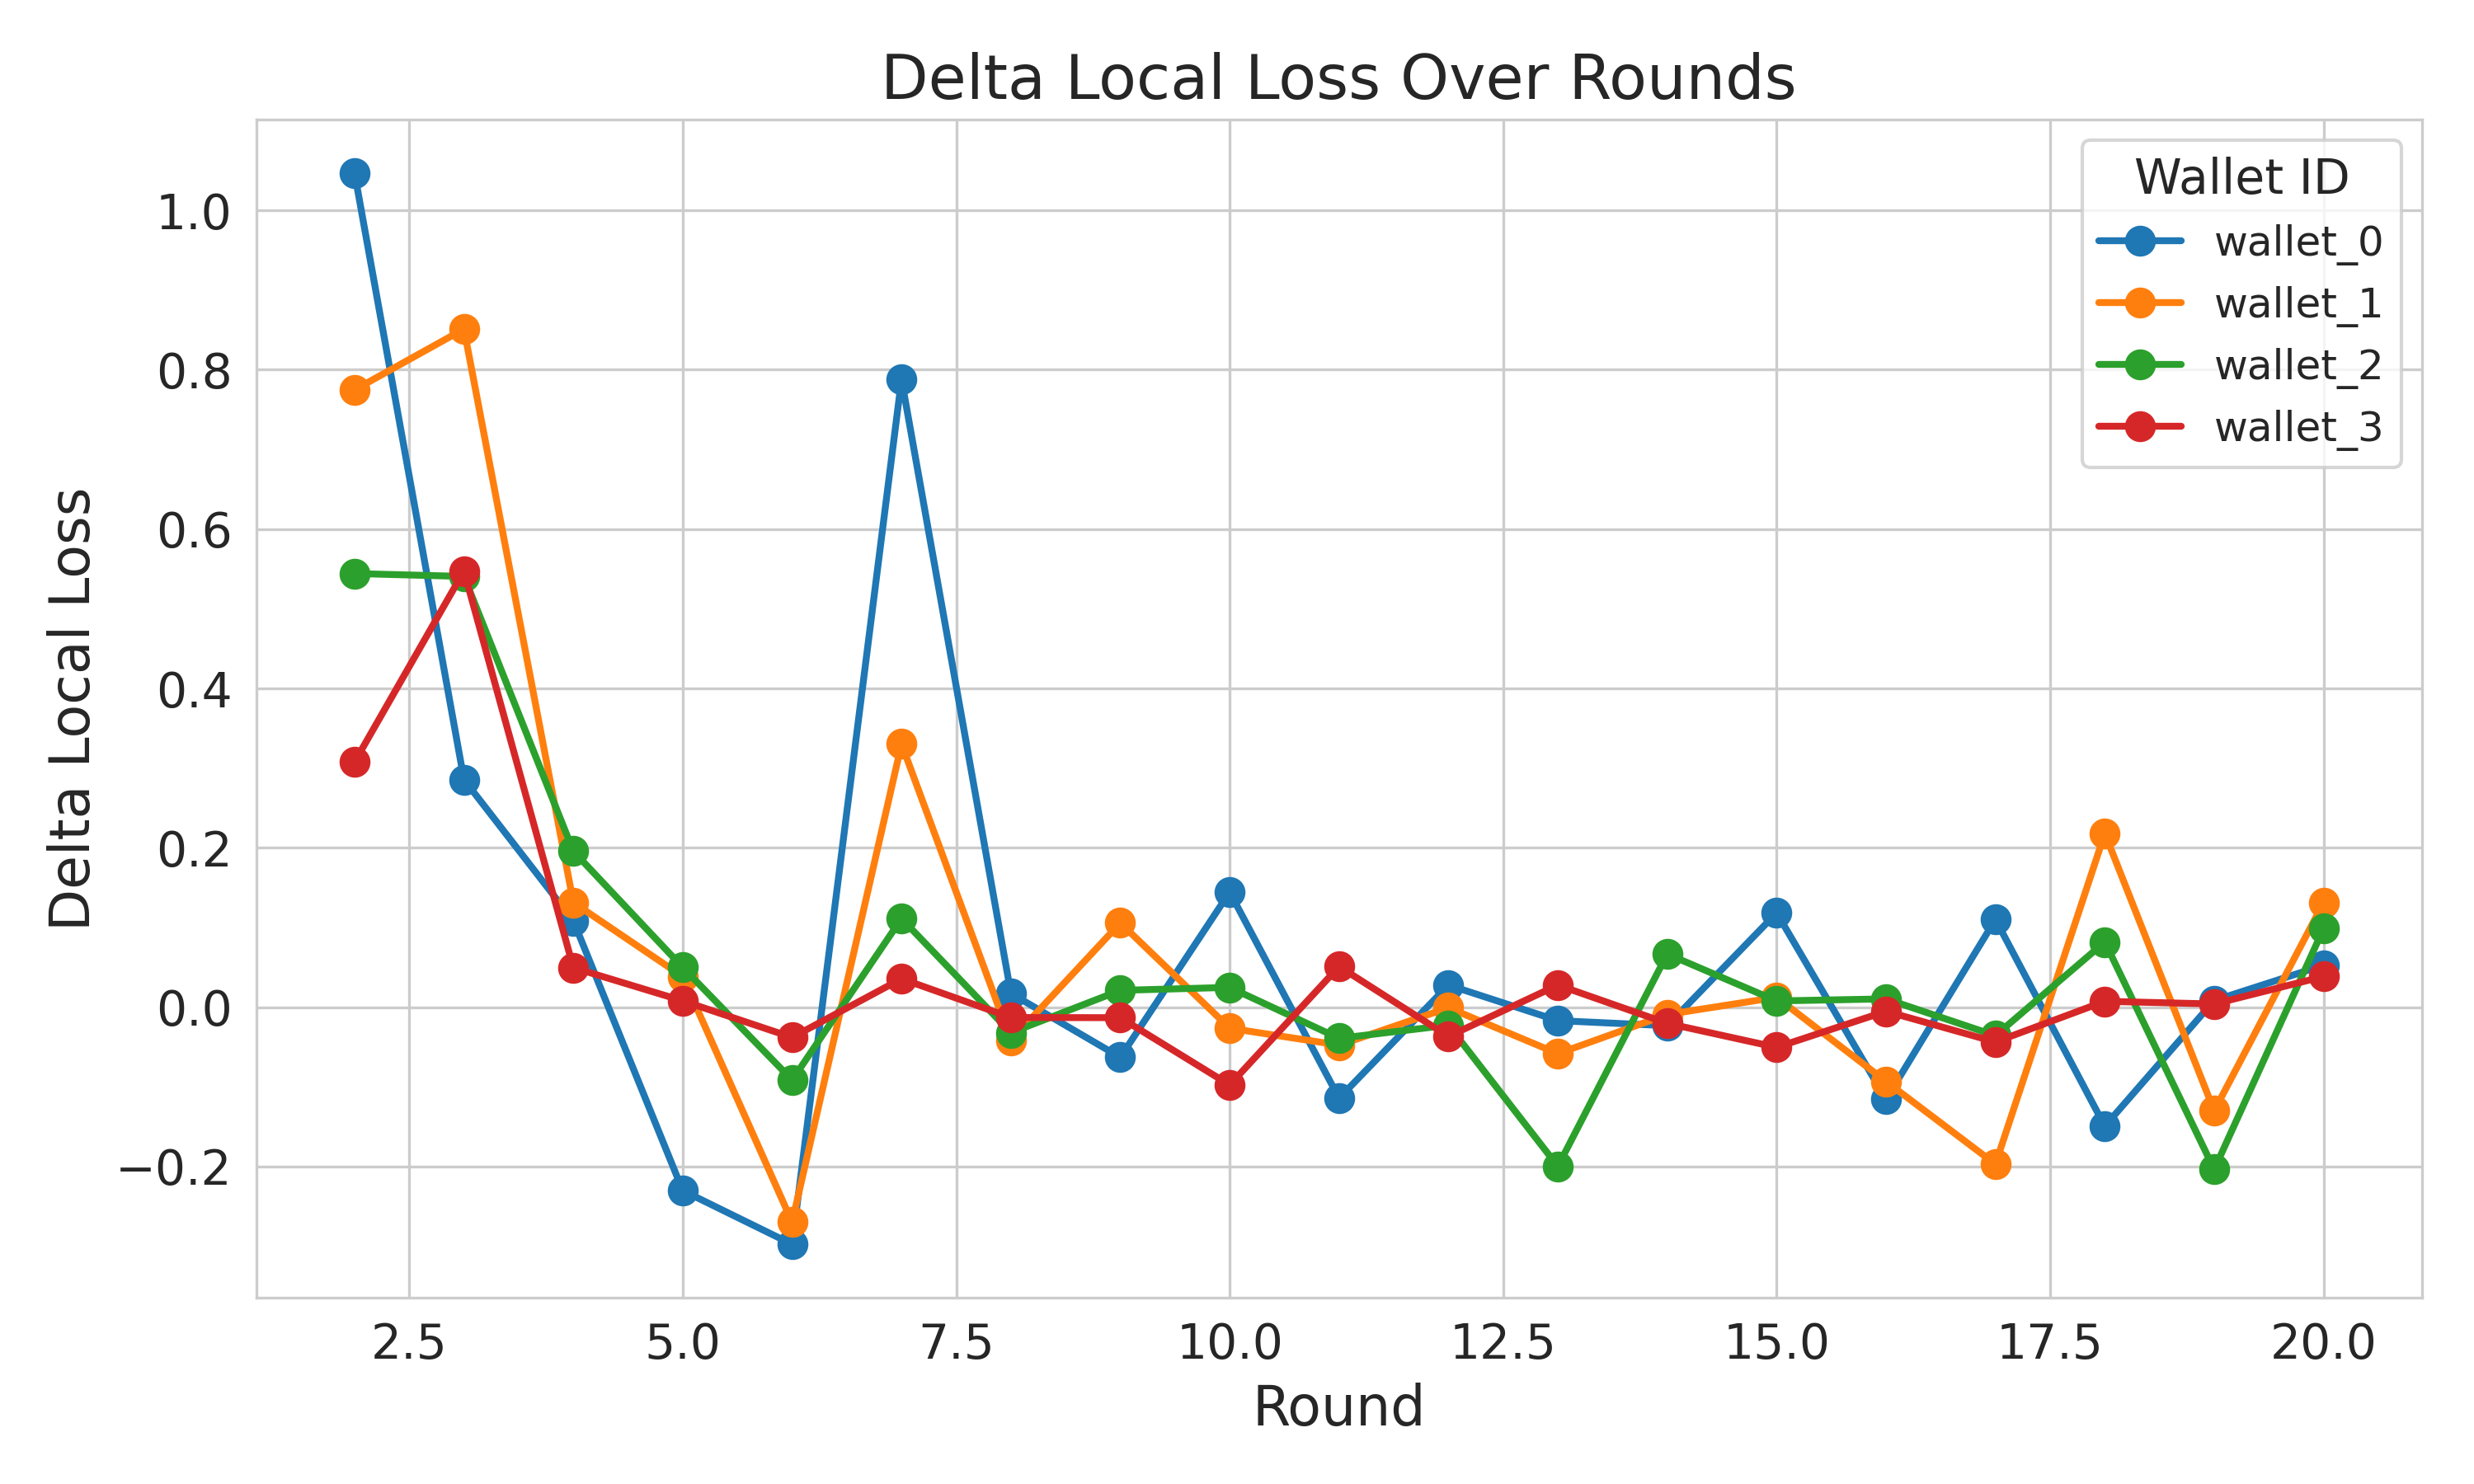 Delta Local Loss Over Rounds
Wallet ID
wallet_0
wallet_1
wallet_2
wallet_3
Delta Local Loss
1.0
0.8
0.6
0.4
0.2
0.0
−0.2
2.5 5.0 7.5 10.0 12.5 15.0 17.5 20.0
Round